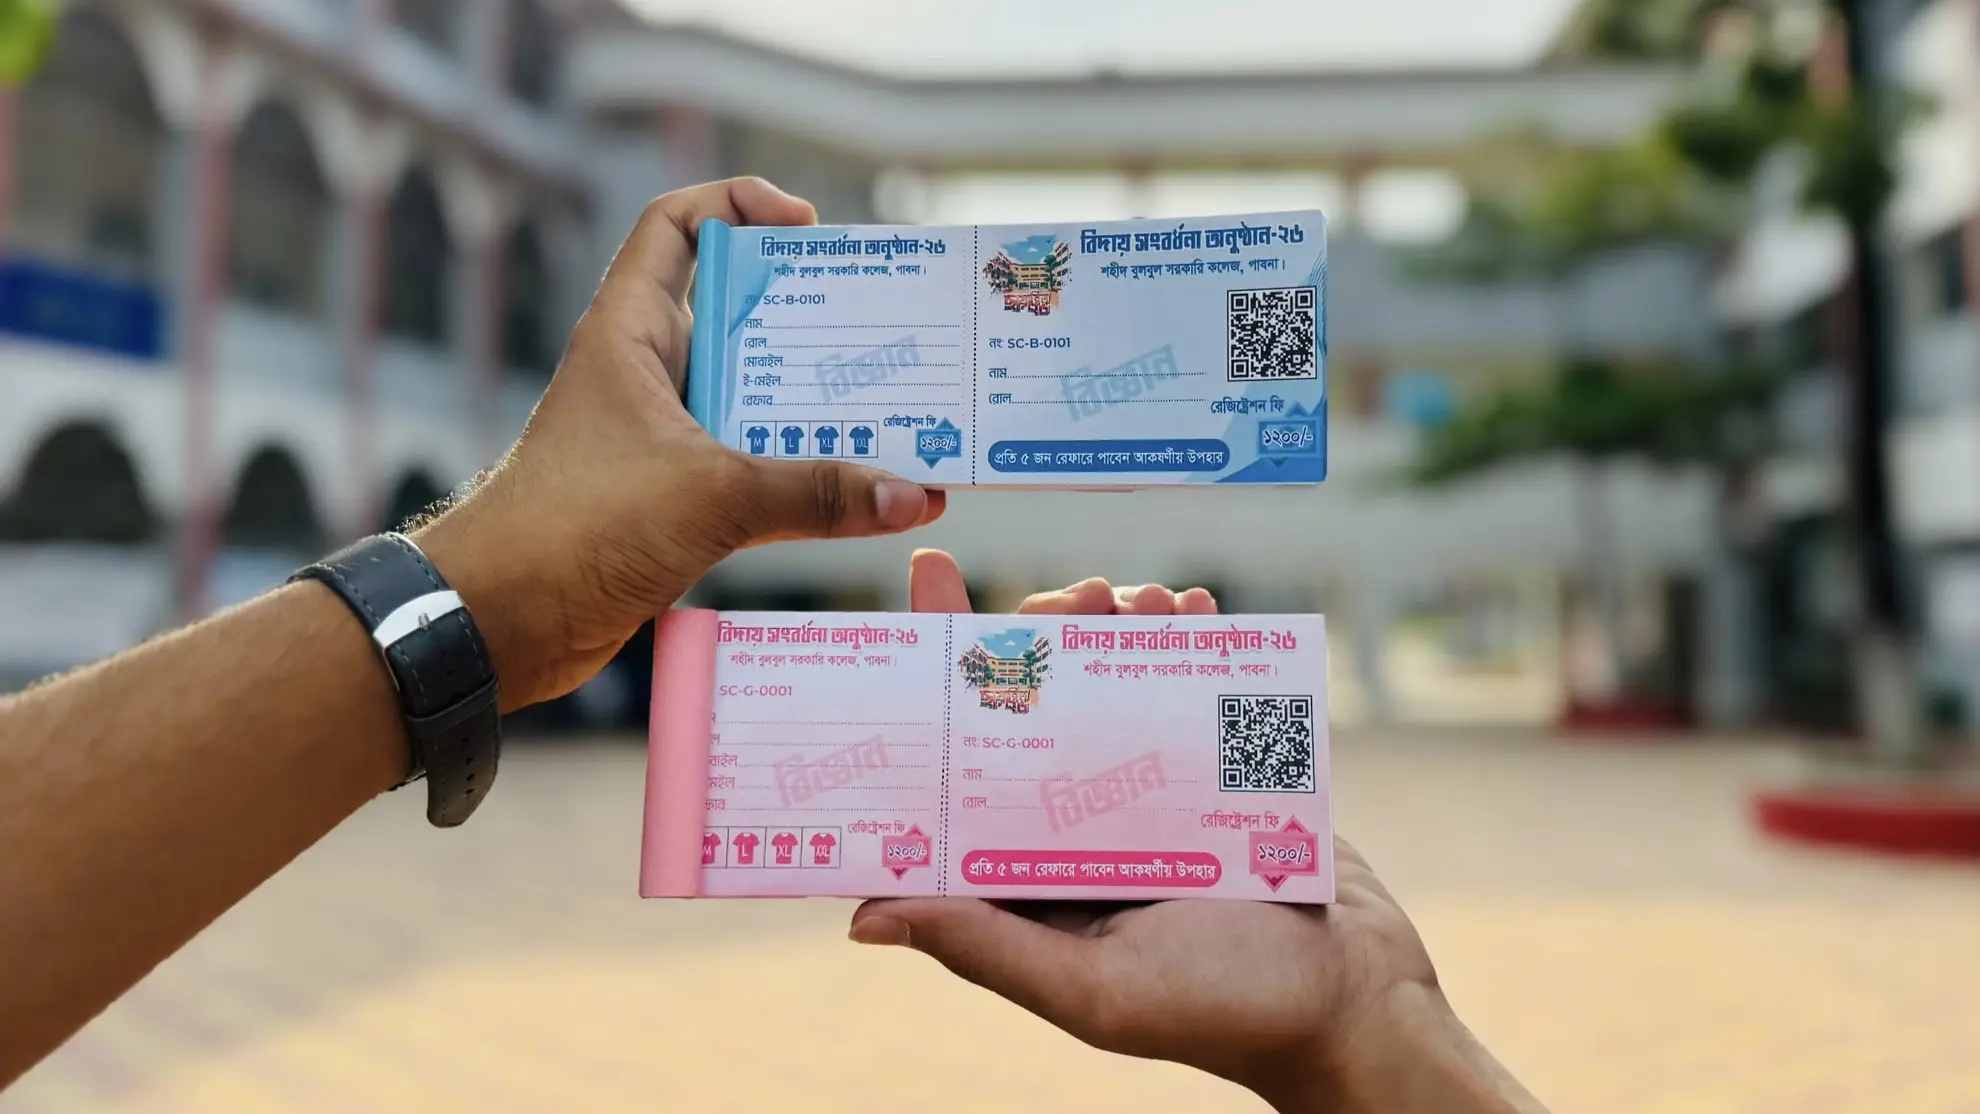 বিদায় সংবর্ধনা অনুষ্ঠান-২৬
শহীদ বুলবুল সরকারি কলেজ, পাবনা।
নং: SC-B-0101
নাম
রোল
মোবাইল
ই-মেইল
রেফার
বিজ্ঞান
M L XL XXL
রেজিস্ট্রেশন ফি
১২০০/-
বিদায় সংবর্ধনা অনুষ্ঠান-২৬
শহীদ বুলবুল সরকারি কলেজ, পাবনা।
নং: SC-B-0101
নাম
রোল
বিজ্ঞান
রেজিস্ট্রেশন ফি
১২০০/-
প্রতি ৫ জন রেফারে পাবেন আকর্ষণীয় উপহার
বিদায় সংবর্ধনা অনুষ্ঠান-২৬
শহীদ বুলবুল সরকারি কলেজ, পাবনা।
SC-G-0001
বিজ্ঞান
M L XL XXL
রেজিস্ট্রেশন ফি
১২০০/-
বিদায় সংবর্ধনা অনুষ্ঠান-২৬
শহীদ বুলবুল সরকারি কলেজ, পাবনা।
নং: SC-G-0001
নাম
রোল
বিজ্ঞান
রেজিস্ট্রেশন ফি
১২০০/-
প্রতি ৫ জন রেফারে পাবেন আকর্ষণীয় উপহার